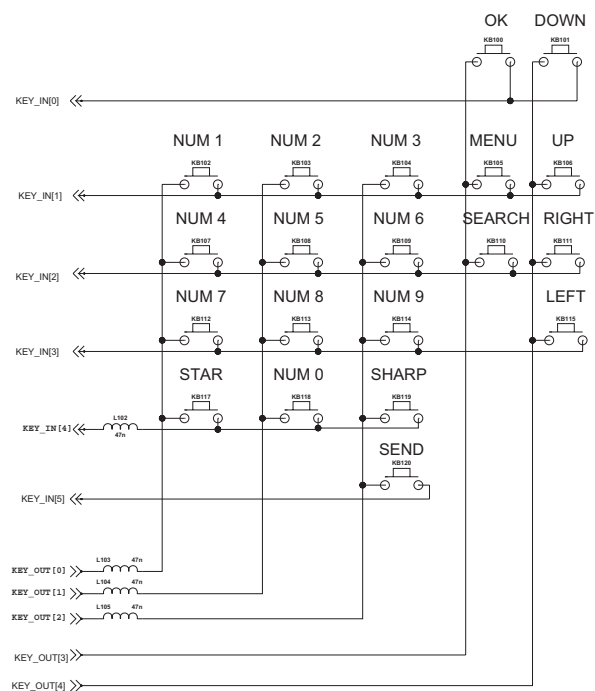 OK DOWN
KB100 KB101
KEY_IN[0]
NUM 1 NUM 2 NUM 3 MENU UP
KB102 KB103 KB104 KB105 KB106
KEY_IN[1]
NUM 4 NUM 5 NUM 6 SEARCH RIGHT
KB107 KB108 KB109 KB110 KB111
KEY_IN[2]
NUM 7 NUM 8 NUM 9 LEFT
KB112 KB113 KB114 KB115
KEY_IN[3]
STAR NUM 0 SHARP
KB117 KB118 KB119
L102
KEY_IN[4]
47n
SEND
KB120
KEY_IN[5]
L103 47n
KEY_OUT[0]
L104 47n
KEY_OUT[1]
L105 47n
KEY_OUT[2]
KEY_OUT[3]
KEY_OUT[4]